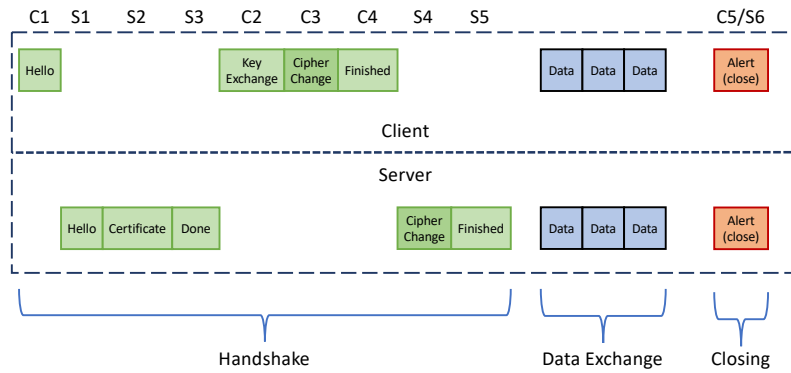 C1 S1 S2 S3 C2 C3 C4 S4 S5 C5/S6
Hello
Key
Exchange
Cipher
Change
Finished
Data Data Data
Alert
(close)
Client
Server
Hello Certificate Done
Cipher
Change
Finished
Data Data Data
Alert
(close)
Handshake Data Exchange Closing